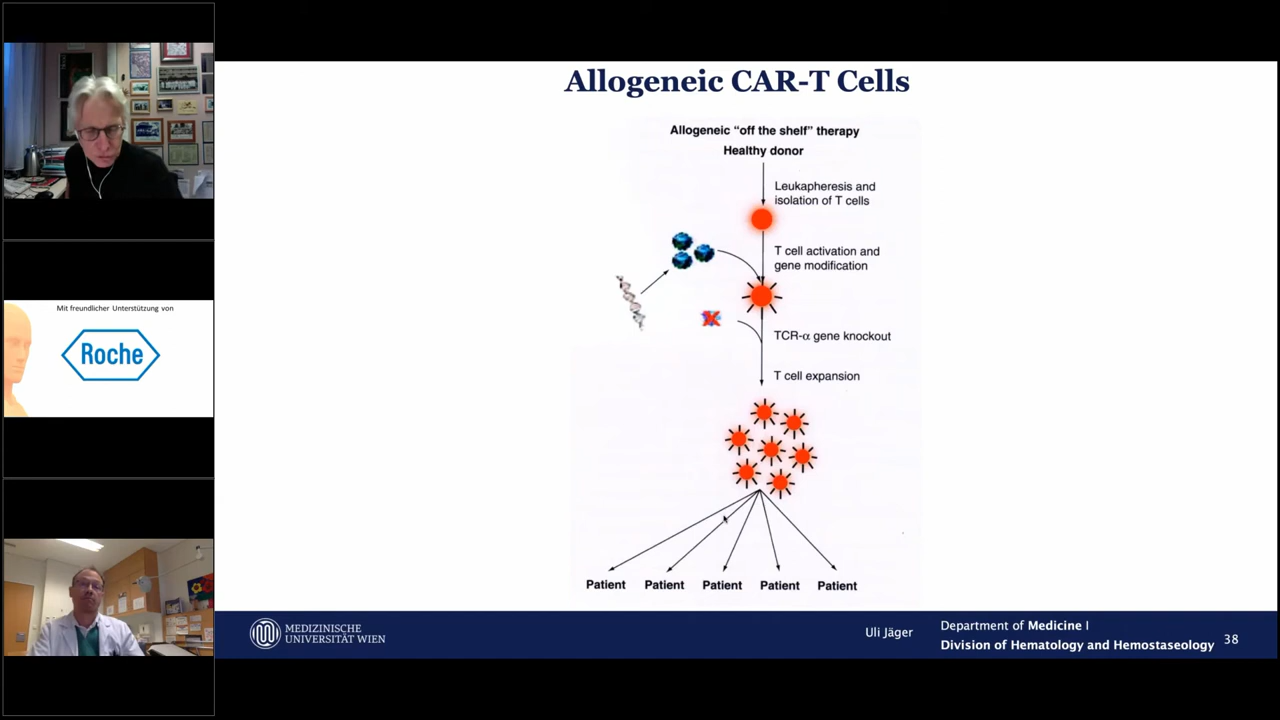 Allogeneic CAR-T Cells
Allogeneic “off the shelf” therapy
Healthy donor
Leukapheresis and
isolation of T cells
T cell activation and
gene modification
TCR-α gene knockout
T cell expansion
Patient Patient Patient Patient Patient
Mit freundlicher Unterstützung von
Roche
MEDIZINISCHE
UNIVERSITÄT WIEN
Uli Jäger
Department of Medicine I
Division of Hematology and Hemostaseology
38